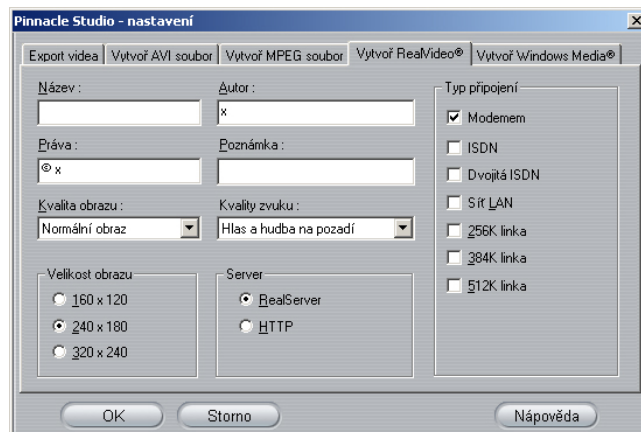 Pinnacle Studio - nastavení
Export videa Vytvoř AVI soubor Vytvoř MPEG soubor Vytvoř RealVideo® Vytvoř Windows Media®
Název :
Autor :
x
Práva :
© x
Poznámka :
Kvalita obrazu :
Normální obraz
Kvality zvuku :
Hlas a hudba na pozadí
Velikost obrazu
160 x 120
240 x 180
320 x 240
Server
RealServer
HTTP
Typ připojení
Modemem
ISDN
Dvojitá ISDN
Síť LAN
256K linka
384K linka
512K linka
OK Storno Nápověda